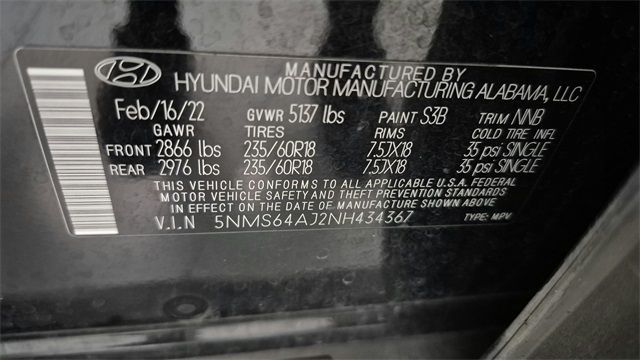 MANUFACTURED BY
HYUNDAI MOTOR MANUFACTURING ALABAMA, LLC
Feb/16/22 GVWR 5137 lbs PAINT S3B TRIM NNB
GAWR TIRES RIMS COLD TIRE INFL
FRONT 2866 lbs 235/60R18 7.5JX18 35 psi SINGLE
REAR 2976 lbs 235/60R18 7.5JX18 35 psi SINGLE
THIS VEHICLE CONFORMS TO ALL APPLICABLE U.S.A. FEDERAL
MOTOR VEHICLE SAFETY AND THEFT PREVENTION STANDARDS
IN EFFECT ON THE DATE OF MANUFACTURE SHOWN ABOVE.
V.I.N 5NMS64AJ2NH434367 TYPE: MPV